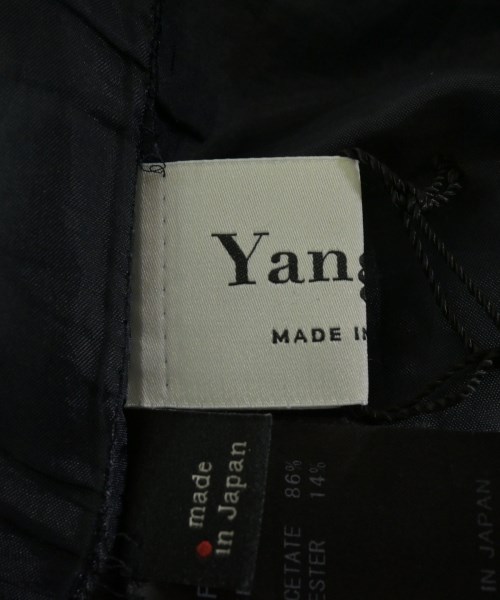 Yang
MADE IN
made
in Japan
CETATE 86%
ESTER 14%
IN JAPAN